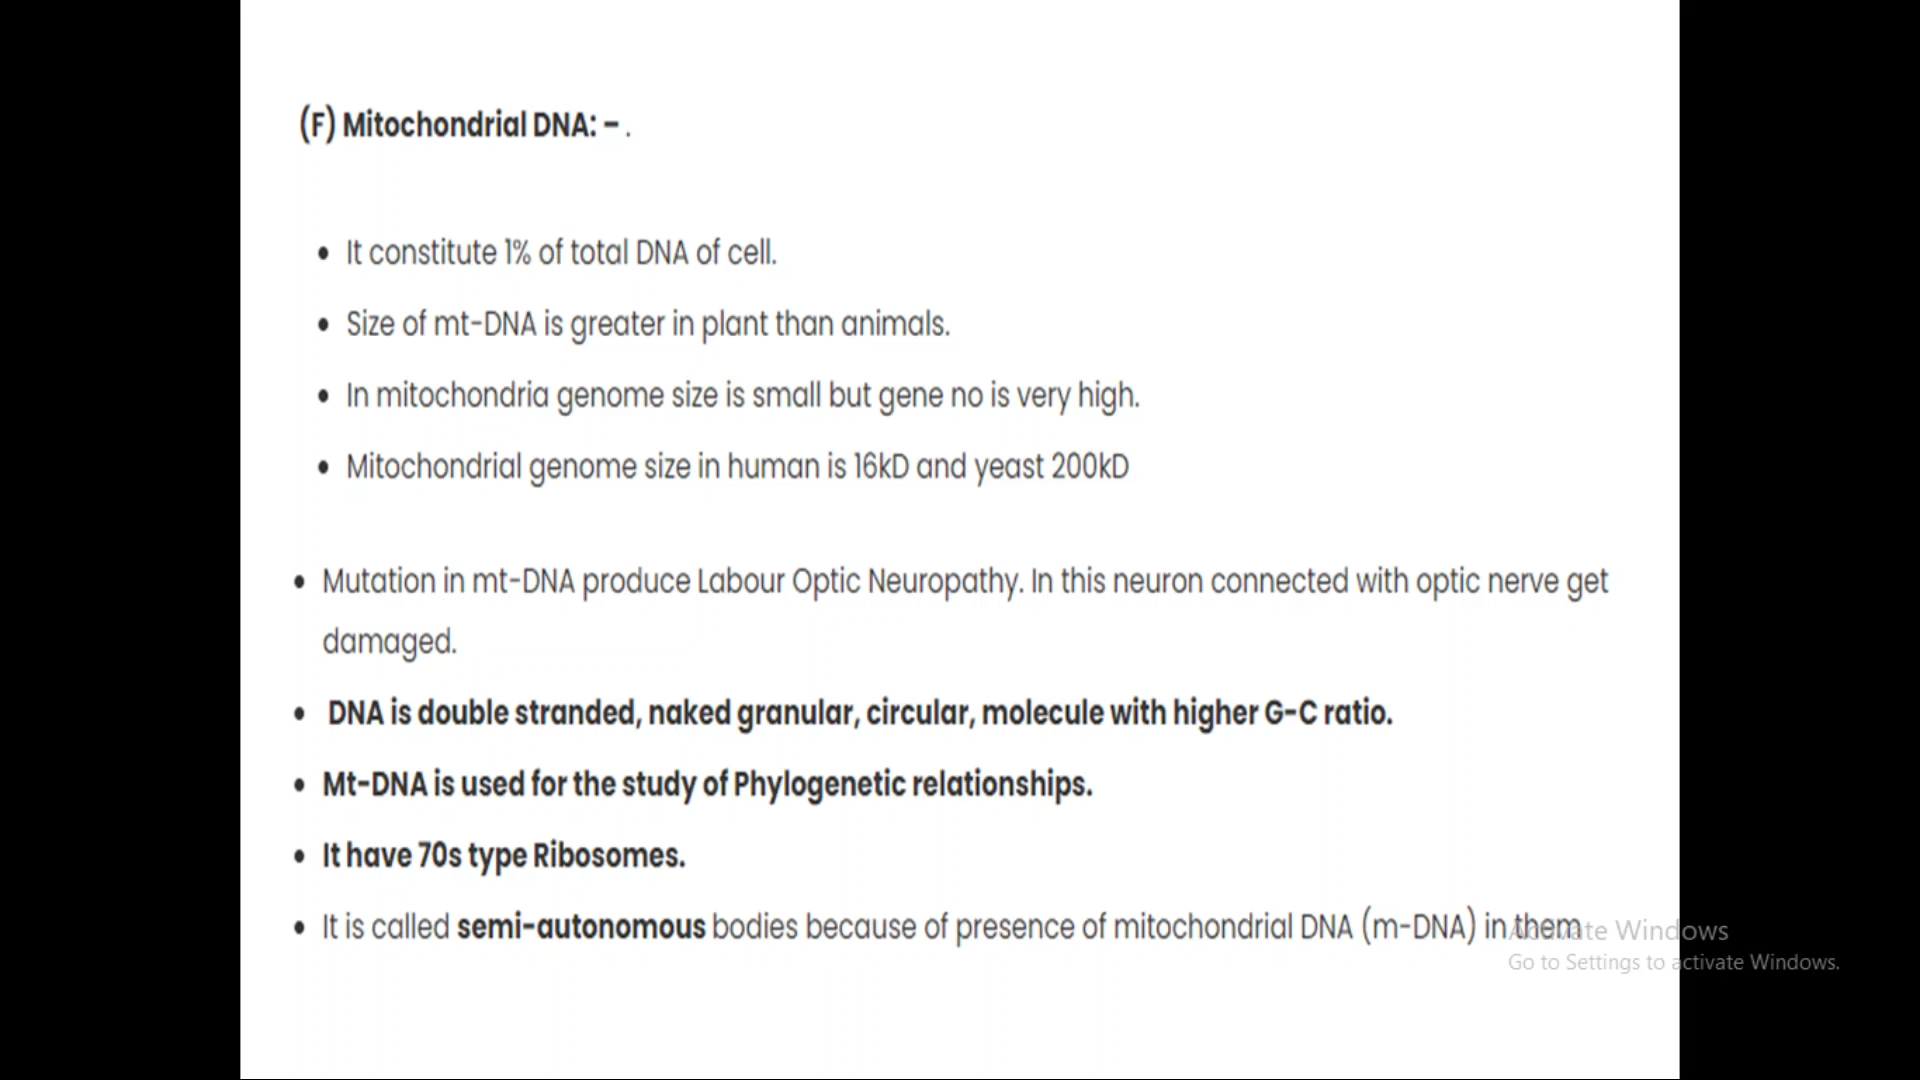 (F) Mitochondrial DNA: – .
• It constitute 1% of total DNA of cell.
• Size of mt-DNA is greater in plant than animals.
• In mitochondria genome size is small but gene no is very high.
• Mitochondrial genome size in human is 16kD and yeast 200kD
• Mutation in mt-DNA produce Labour Optic Neuropathy. In this neuron connected with optic nerve get
damaged.
• DNA is double stranded, naked granular, circular, molecule with higher G-C ratio.
• Mt-DNA is used for the study of Phylogenetic relationships.
• It have 70s type Ribosomes.
• It is called semi-autonomous bodies because of presence of mitochondrial DNA (m-DNA) in them
Activate Windows
Go to Settings to activate Windows.